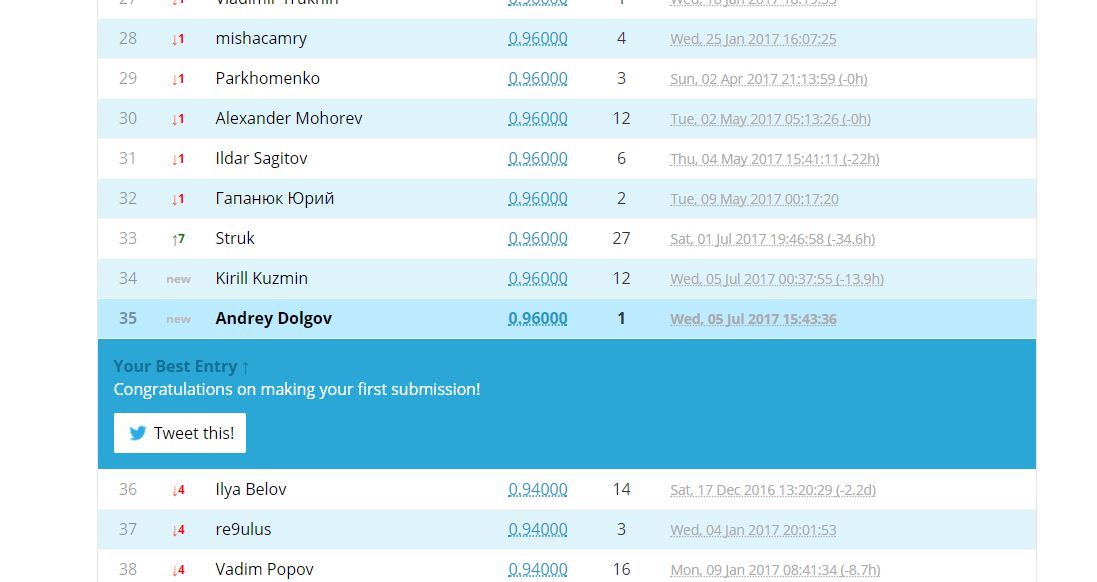 28 ↓1 mishacamry 0.96000 4 Wed, 25 Jan 2017 16:07:25
29 ↓1 Parkhomenko 0.96000 3 Sun, 02 Apr 2017 21:13:59 (-0h)
30 ↓1 Alexander Mohorev 0.96000 12 Tue, 02 May 2017 05:13:26 (-0h)
31 ↓1 Ildar Sagitov 0.96000 6 Thu, 04 May 2017 15:41:11 (-22h)
32 ↓1 Гапанюк Юрий 0.96000 2 Tue, 09 May 2017 00:17:20
33 ↑7 Struk 0.96000 27 Sat, 01 Jul 2017 19:46:58 (-34.6h)
34 new Kirill Kuzmin 0.96000 12 Wed, 05 Jul 2017 00:37:55 (-13.9h)
35 new Andrey Dolgov 0.96000 1 Wed, 05 Jul 2017 15:43:36
Your Best Entry ↑
Congratulations on making your first submission!
Tweet this!
36 ↓4 Ilya Belov 0.94000 14 Sat, 17 Dec 2016 13:20:29 (-2.2d)
37 ↓4 re9ulus 0.94000 3 Wed, 04 Jan 2017 20:01:53
38 ↓4 Vadim Popov 0.94000 16 Mon, 09 Jan 2017 08:41:34 (-8.7h)